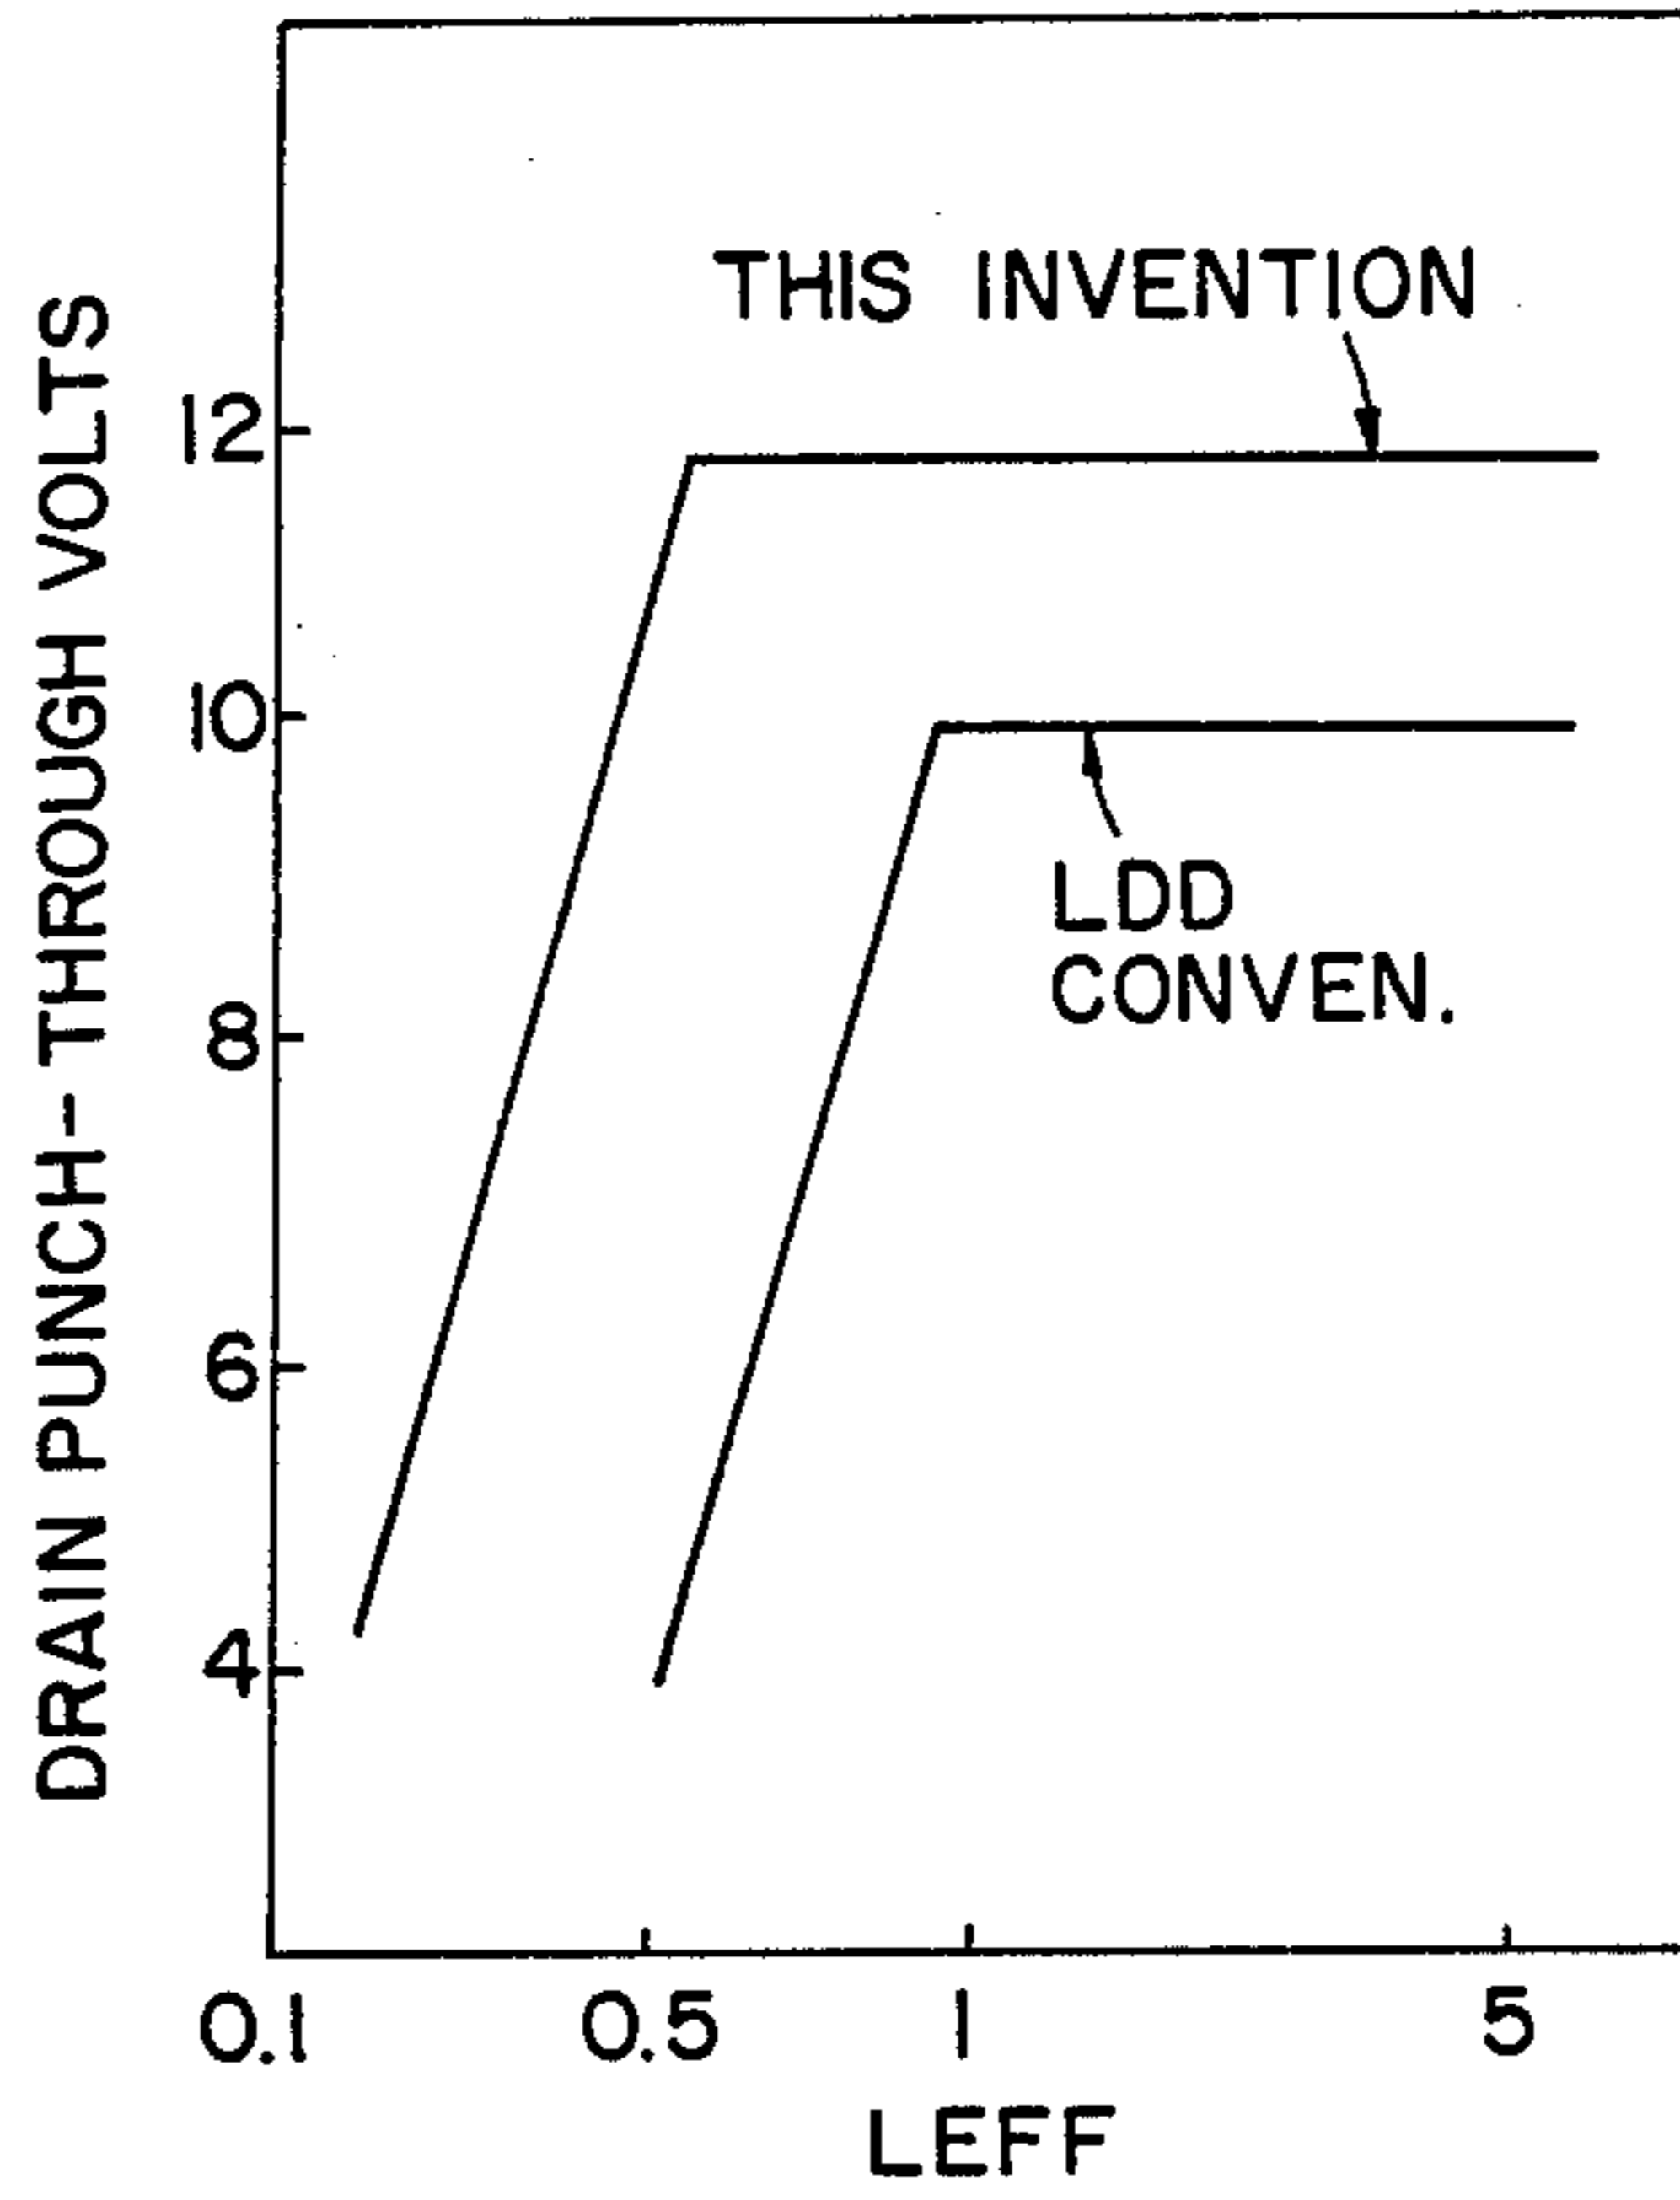 DRAIN PUNCH-THROUGH VOLTS
THIS INVENTION
12
10
LDD
CONVEN.
8
6
4
0.1 0.5 1 5
LEFF